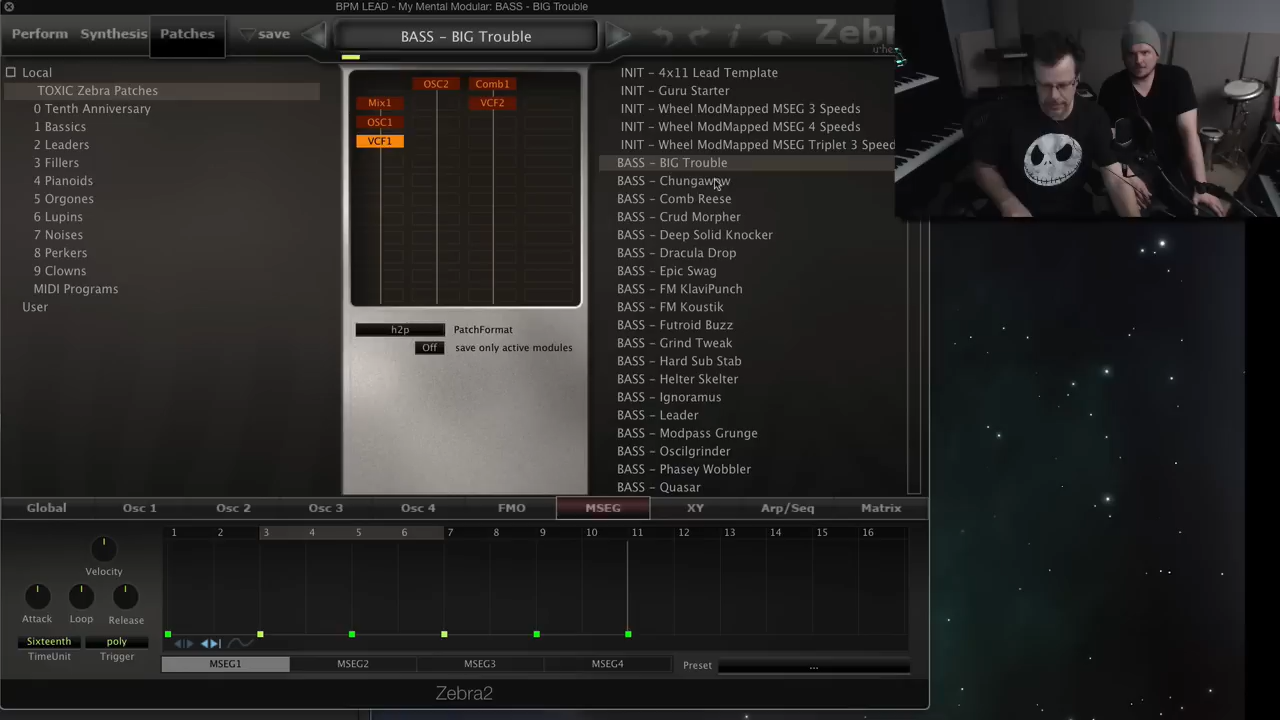 BPM LEAD - My Mental Modular: BASS - BIG Trouble
Perform
Synthesis
Patches
save
BASS - BIG Trouble
Local
TOXIC Zebra Patches
0 Tenth Anniversary
1 Bassics
2 Leaders
3 Fillers
4 Pianoids
5 Orgones
6 Lupins
7 Noises
8 Perkers
9 Clowns
MIDI Programs
User
OSC2
Comb1
Mix1
VCF2
OSC1
VCF1
h2p
PatchFormat
Off
save only active modules
INIT - 4x11 Lead Template
INIT - Guru Starter
INIT - Wheel ModMapped MSEG 3 Speeds
INIT - Wheel ModMapped MSEG 4 Speeds
INIT - Wheel ModMapped MSEG Triplet 3 Speed
BASS - BIG Trouble
BASS - Chungawow
BASS - Comb Reese
BASS - Crud Morpher
BASS - Deep Solid Knocker
BASS - Dracula Drop
BASS - Epic Swag
BASS - FM KlaviPunch
BASS - FM Koustik
BASS - Futroid Buzz
BASS - Grind Tweak
BASS - Hard Sub Stab
BASS - Helter Skelter
BASS - Ignoramus
BASS - Leader
BASS - Modpass Grunge
BASS - Oscilgrinder
BASS - Phasey Wobbler
BASS - Quasar
Global
Osc 1
Osc 2
Osc 3
Osc 4
FMO
MSEG
XY
Arp/Seq
Matrix
1 2 3 4 5 6 7 8 9 10 11 12 13 14 15 16
Velocity
Attack
Loop
Release
Sixteenth
poly
TimeUnit
Trigger
MSEG1
MSEG2
MSEG3
MSEG4
Preset
...
Zebra2